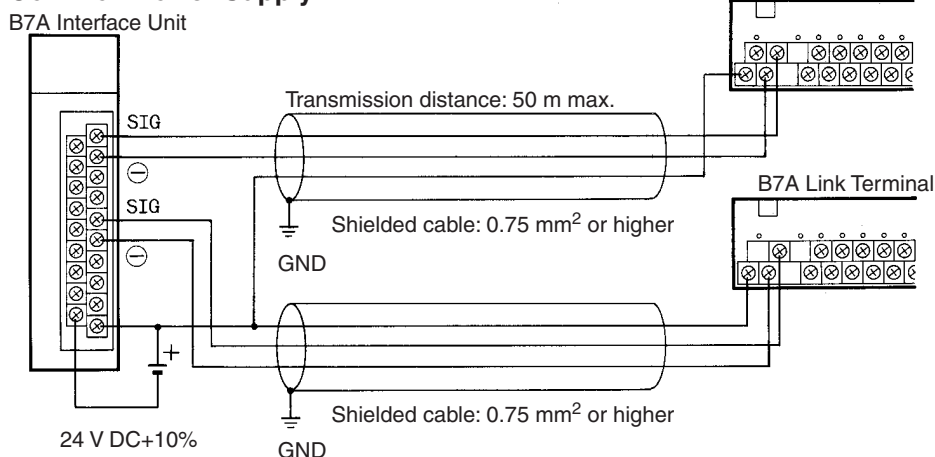 B7A Interface Unit
Transmission distance: 50 m max.
SIG
⊖
B7A Link Terminal
SIG
Shielded cable: 0.75 mm² or higher
⊖
GND
+
Shielded cable: 0.75 mm² or higher
24 V DC+10%
GND